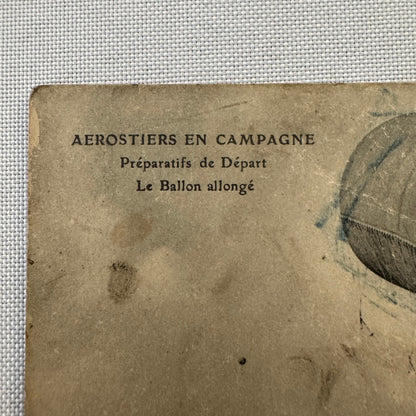 AEROSTIERS EN CAMPAGNE
Préparatifs de Départ
Le Ballon allongé